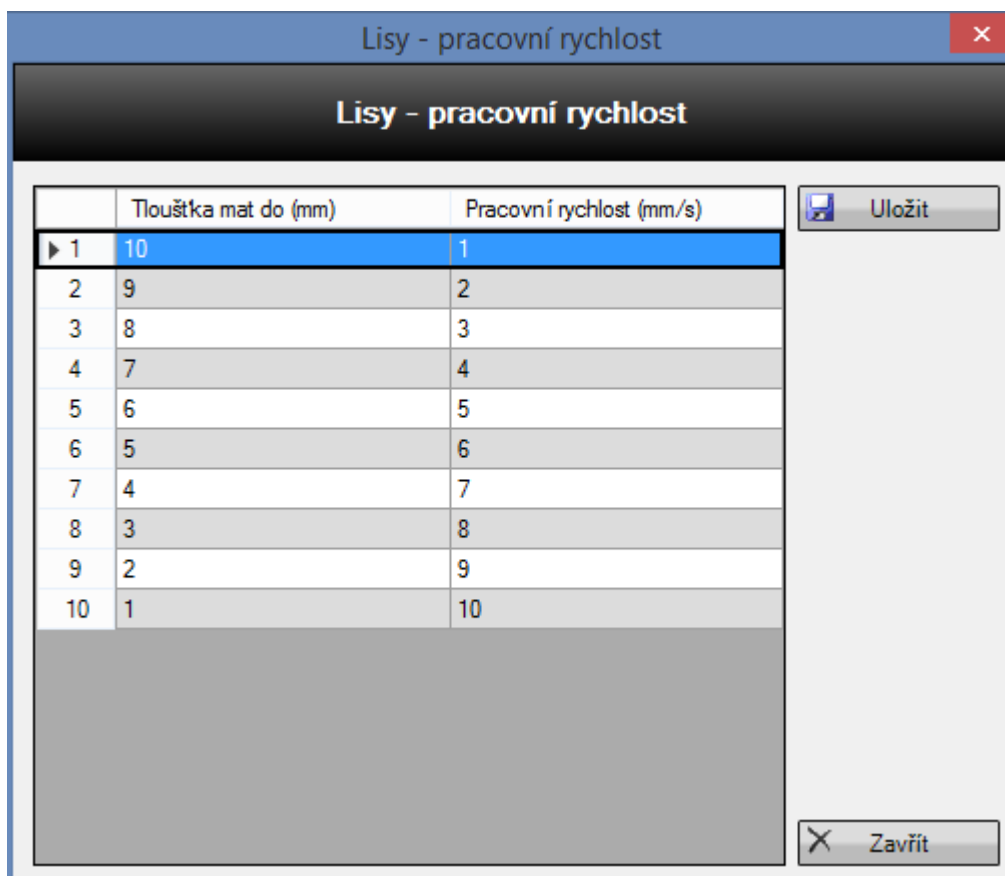 Lisy - pracovní rychlost
Lisy - pracovní rychlost
Tloušťka mat do (mm) Pracovní rychlost (mm/s) Uložit
1 10 1
2 9 2
3 8 3
4 7 4
5 6 5
6 5 6
7 4 7
8 3 8
9 2 9
10 1 10
Zavřít